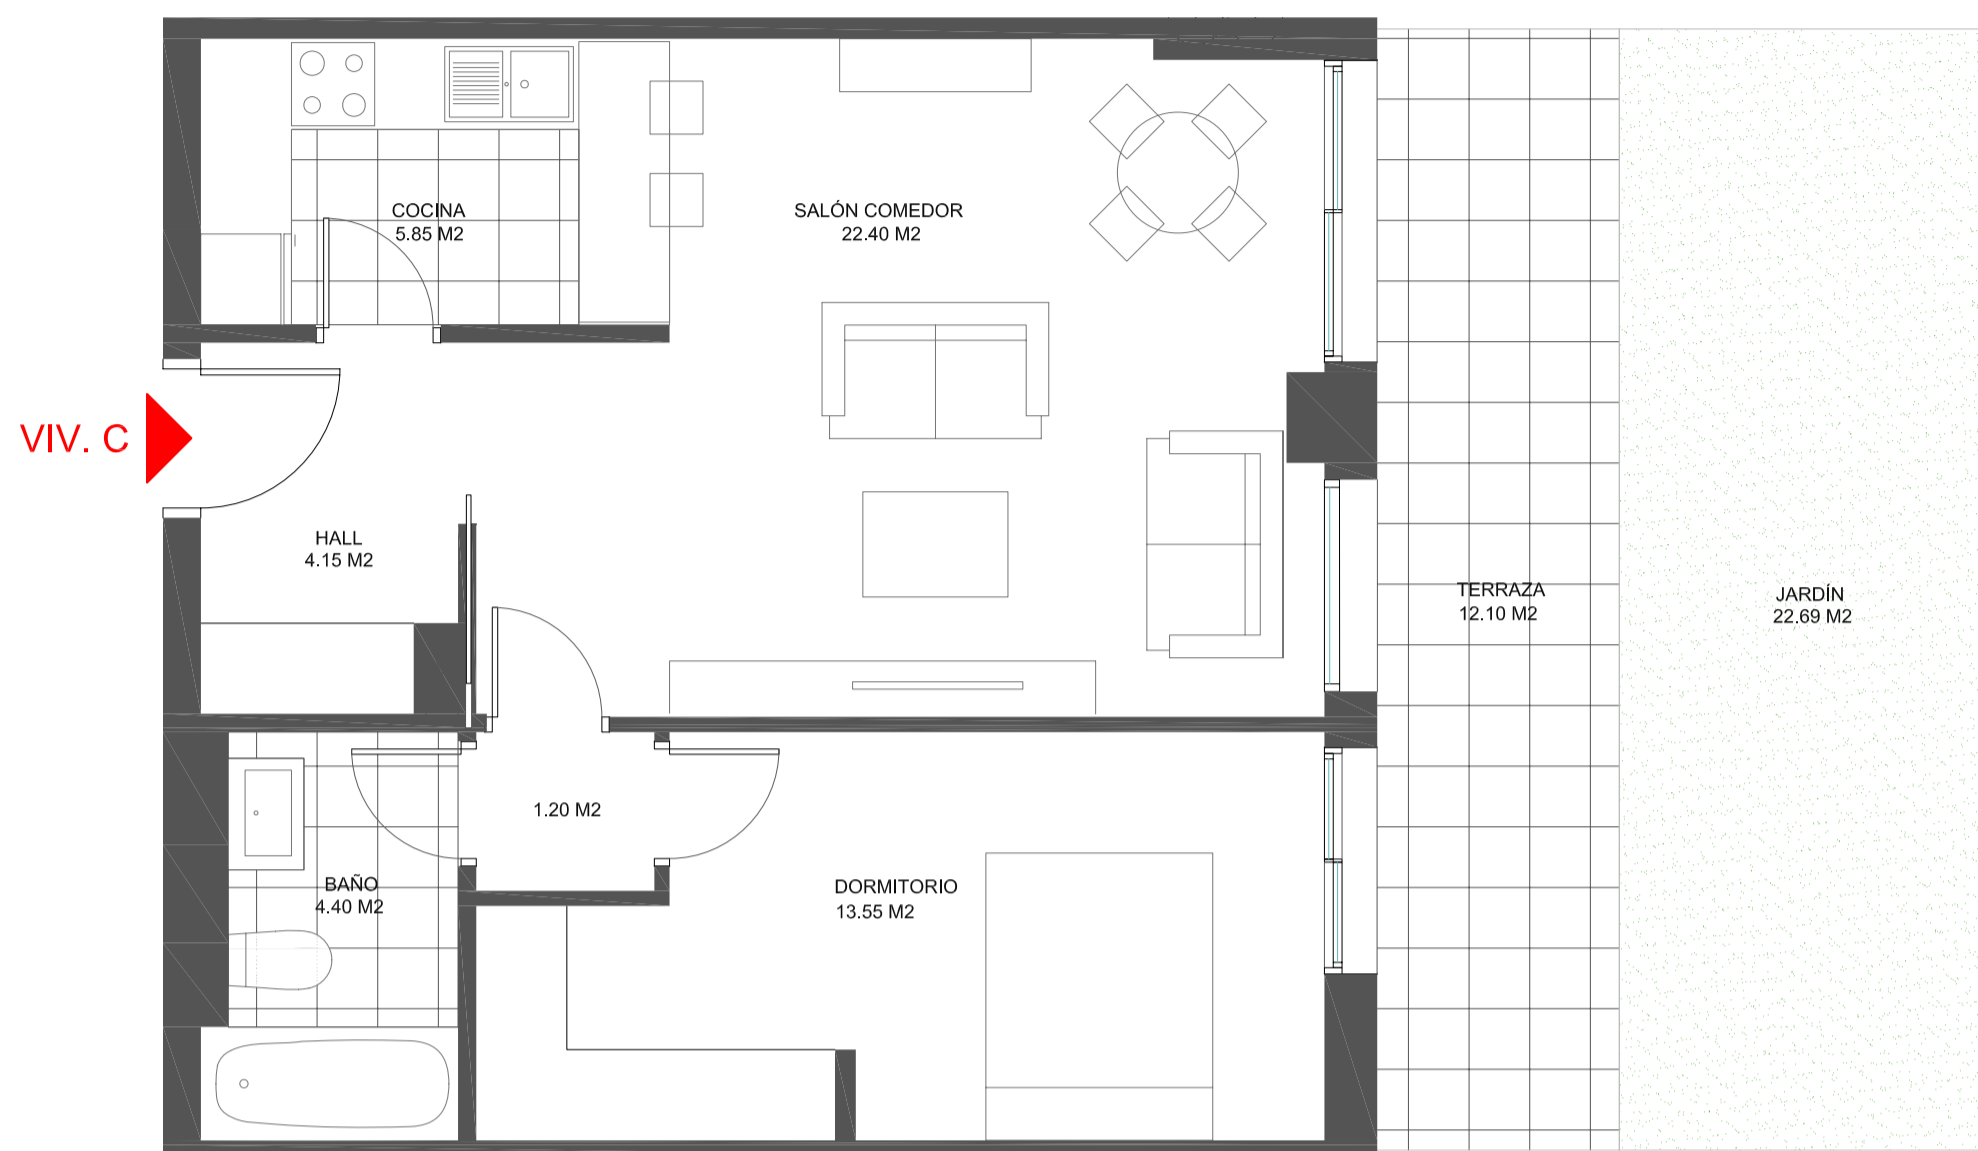 COCINA
5.85 M2
SALÓN COMEDOR
22.40 M2
VIV. C
HALL
4.15 M2
TERRAZA
12.10 M2
JARDÍN
22.69 M2
1.20 M2
BAÑO
4.40 M2
DORMITORIO
13.55 M2